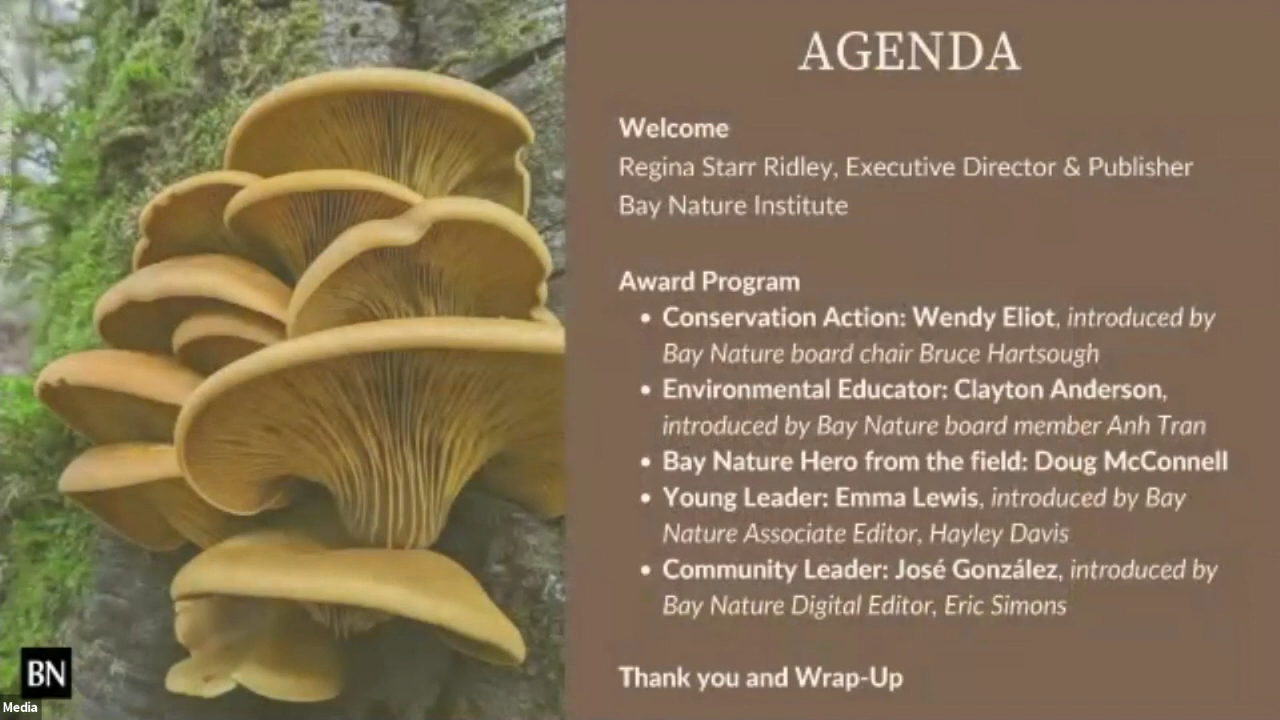 AGENDA
Welcome
Regina Starr Ridley, Executive Director & Publisher
Bay Nature Institute
Award Program
• Conservation Action: Wendy Eliot, introduced by
Bay Nature board chair Bruce Hartsough
• Environmental Educator: Clayton Anderson,
introduced by Bay Nature board member Anh Tran
• Bay Nature Hero from the field: Doug McConnell
• Young Leader: Emma Lewis, introduced by Bay
Nature Associate Editor, Hayley Davis
• Community Leader: José González, introduced by
Bay Nature Digital Editor, Eric Simons
Thank you and Wrap-Up
BN
Media